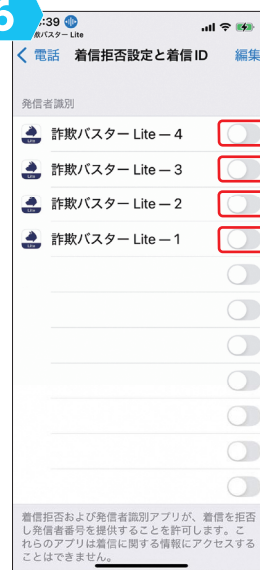 6
:39
詐欺バスター Lite
電話 着信拒否設定と着信ID 編集
発信者識別
詐欺バスター Lite — 4
詐欺バスター Lite — 3
詐欺バスター Lite — 2
詐欺バスター Lite — 1
着信拒否および発信者識別アプリが、着信を拒否
し発信者番号を提供することを許可します。こ
れらのアプリは着信に関する情報にアクセスする
ことはできません。